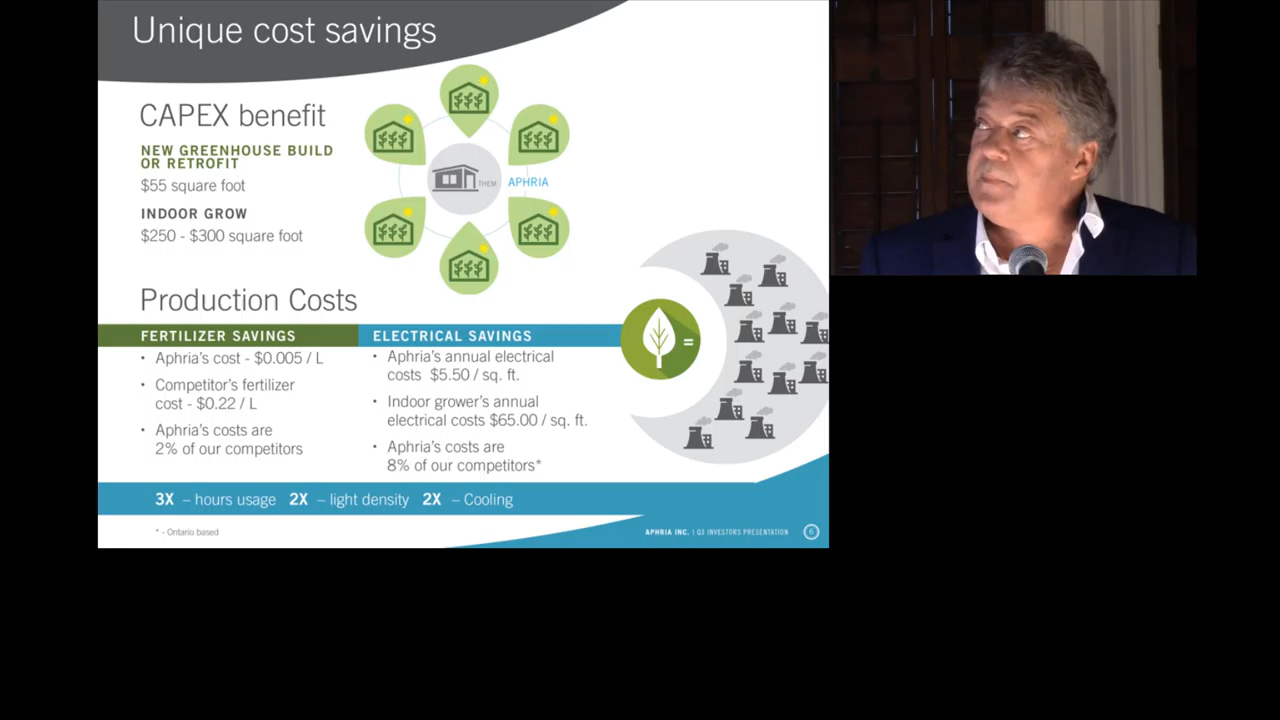 Unique cost savings
CAPEX benefit
NEW GREENHOUSE BUILD
OR RETROFIT
$55 square foot
INDOOR GROW
$250 - $300 square foot
THEM
APHRIA
Production Costs
FERTILIZER SAVINGS
• Aphria's cost - $0.005 / L
• Competitor's fertilizer
cost - $0.22 / L
• Aphria's costs are
2% of our competitors
ELECTRICAL SAVINGS
• Aphria's annual electrical
costs $5.50 / sq. ft.
• Indoor grower's annual
electrical costs $65.00 / sq. ft.
• Aphria's costs are
8% of our competitors*
=
3X – hours usage 2X – light density 2X – Cooling
* - Ontario based
APHRIA INC. | Q3 INVESTORS PRESENTATION 6